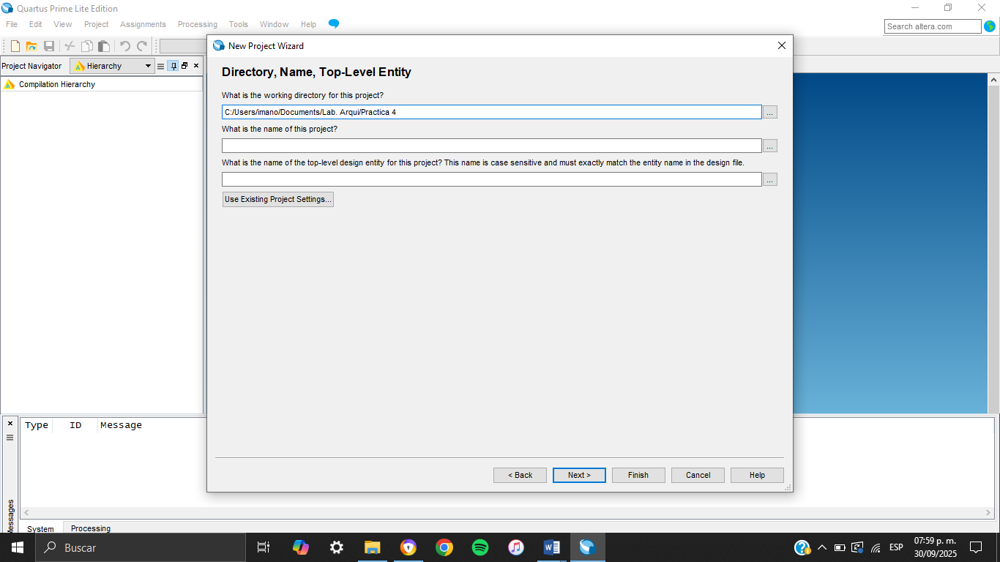 Quartus Prime Lite Edition
File Edit View Project Assignments Processing Tools Window Help
Search altera.com
New Project Wizard
Project Navigator Hierarchy
Compilation Hierarchy
Directory, Name, Top-Level Entity
What is the working directory for this project?
C:/Users/imano/Documents/Lab. Arqui/Practica 4
...
What is the name of this project?
...
What is the name of the top-level design entity for this project? This name is case sensitive and must exactly match the entity name in the design file.
...
Use Existing Project Settings...
< Back Next > Finish Cancel Help
Type ID Message
Messages
System Processing
Buscar
ESP
07:59 p. m.
30/09/2025